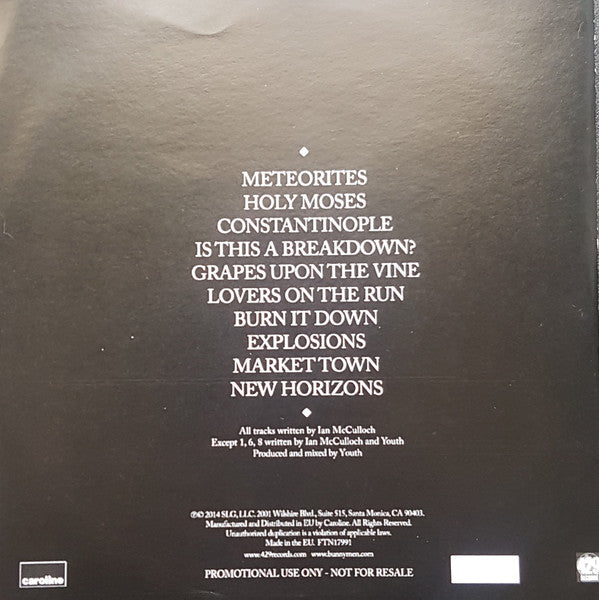 METEORITES
HOLY MOSES
CONSTANTINOPLE
IS THIS A BREAKDOWN?
GRAPES UPON THE VINE
LOVERS ON THE RUN
BURN IT DOWN
EXPLOSIONS
MARKET TOWN
NEW HORIZONS
All tracks written by Ian McCulloch
Except 1, 6, 8 written by Ian McCulloch and Youth
Produced and mixed by Youth
℗© 2014 SLG, LLC. 2001 Wilshire Blvd., Suite 515, Santa Monica, CA 90403.
Manufactured and Distributed in EU by Caroline. All Rights Reserved.
Unauthorized duplication is a violation of applicable laws.
Made in the EU. FTN17991
www.429records.com www.bunnymen.com
caroline
PROMOTIONAL USE ONY - NOT FOR RESALE